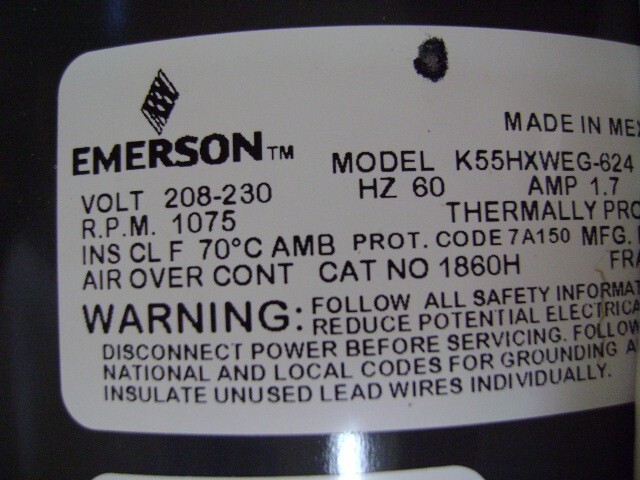 MADE IN MEX
EMERSON™
MODEL K55HXWEG-624
VOLT 208-230 HZ 60 AMP 1.7
R.P.M. 1075 THERMALLY PRO
INS CL F 70°C AMB PROT. CODE 7A150 MFG.
AIR OVER CONT CAT NO 1860H FRA
WARNING: FOLLOW ALL SAFETY INFORMAT
REDUCE POTENTIAL ELECTRICA
DISCONNECT POWER BEFORE SERVICING. FOLLOW
NATIONAL AND LOCAL CODES FOR GROUNDING A
INSULATE UNUSED LEAD WIRES INDIVIDUALLY.